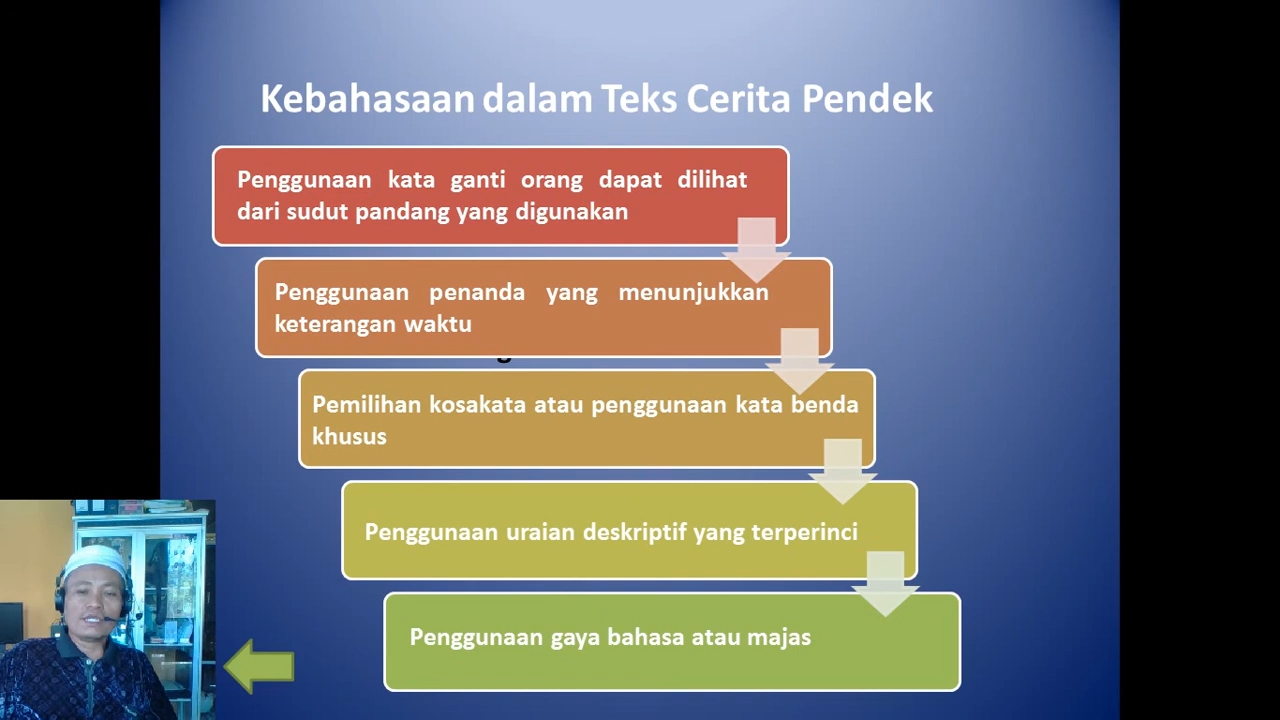 Kebahasaan dalam Teks Cerita Pendek
Penggunaan kata ganti orang dapat dilihat
dari sudut pandang yang digunakan
Penggunaan penanda yang menunjukkan
keterangan waktu
Pemilihan kosakata atau penggunaan kata benda
khusus
Penggunaan uraian deskriptif yang terperinci
Penggunaan gaya bahasa atau majas